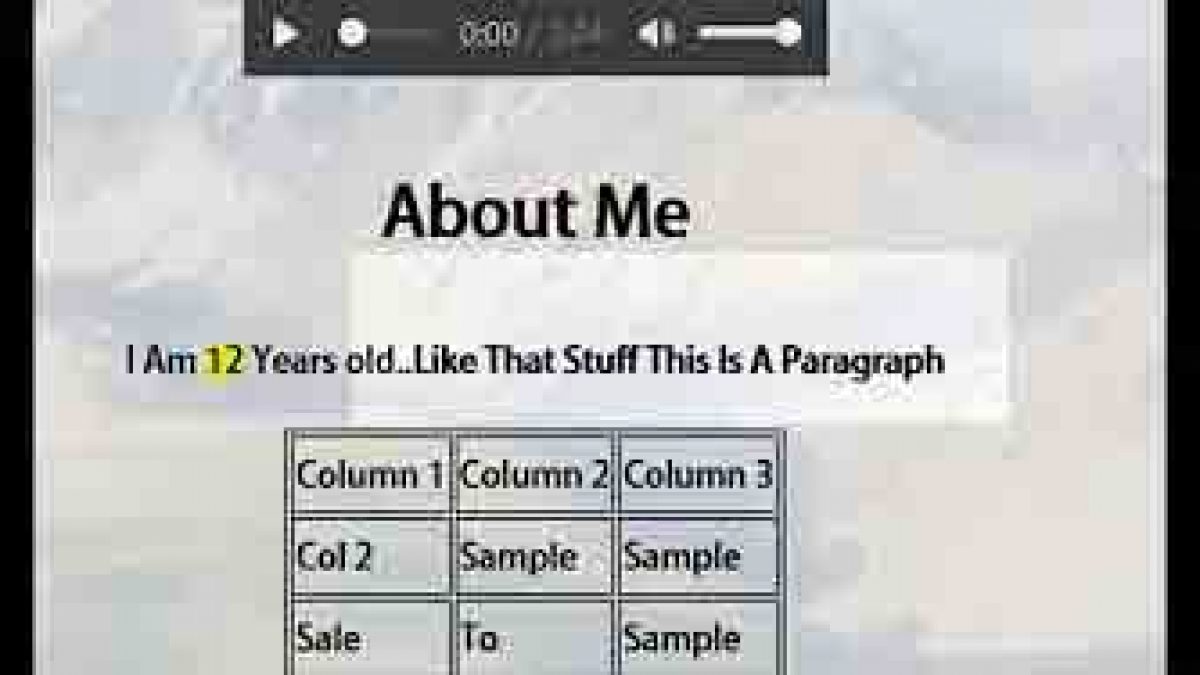 0:00
About Me
I Am 12 Years old..Like That Stuff This Is A Paragraph
Column 1 Column 2 Column 3
Col 2 Sample Sample
Sale To Sample